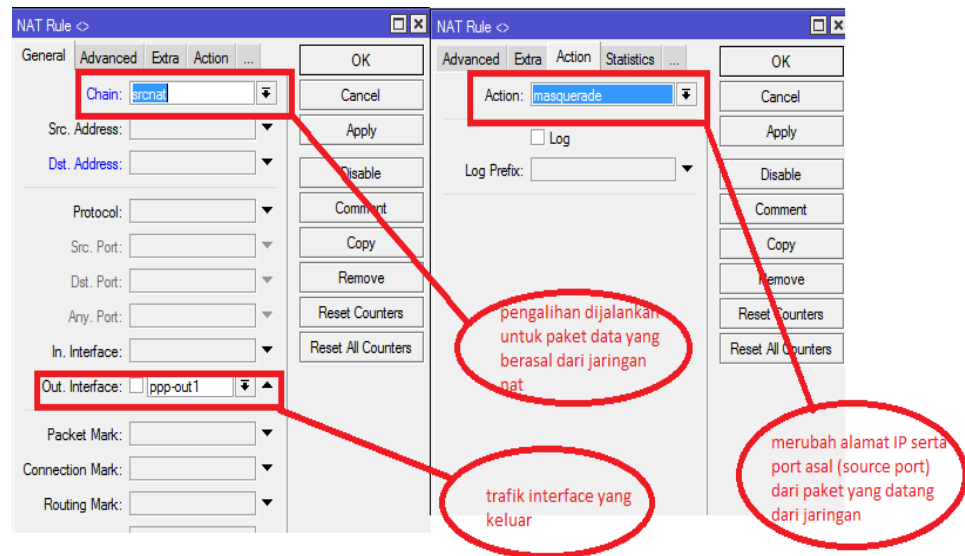 NAT Rule <>
General Advanced Extra Action ...
Chain: srcnat
Src. Address:
Dst. Address:
Protocol:
Src. Port:
Dst. Port:
Any. Port:
In. Interface:
Out. Interface: ppp-out1
Packet Mark:
Connection Mark:
Routing Mark:
OK
Cancel
Apply
Disable
Comment
Copy
Remove
Reset Counters
Reset All Counters
NAT Rule <>
Advanced Extra Action Statistics ...
Action: masquerade
Log
Log Prefix:
OK
Cancel
Apply
Disable
Comment
Copy
Remove
Reset Counters
Reset All Counters
pengalihan dijalankan
untuk paket data yang
berasal dari jaringan
nat
trafik interface yang
keluar
merubah alamat IP serta
port asal (source port)
dari paket yang datang
dari jaringan